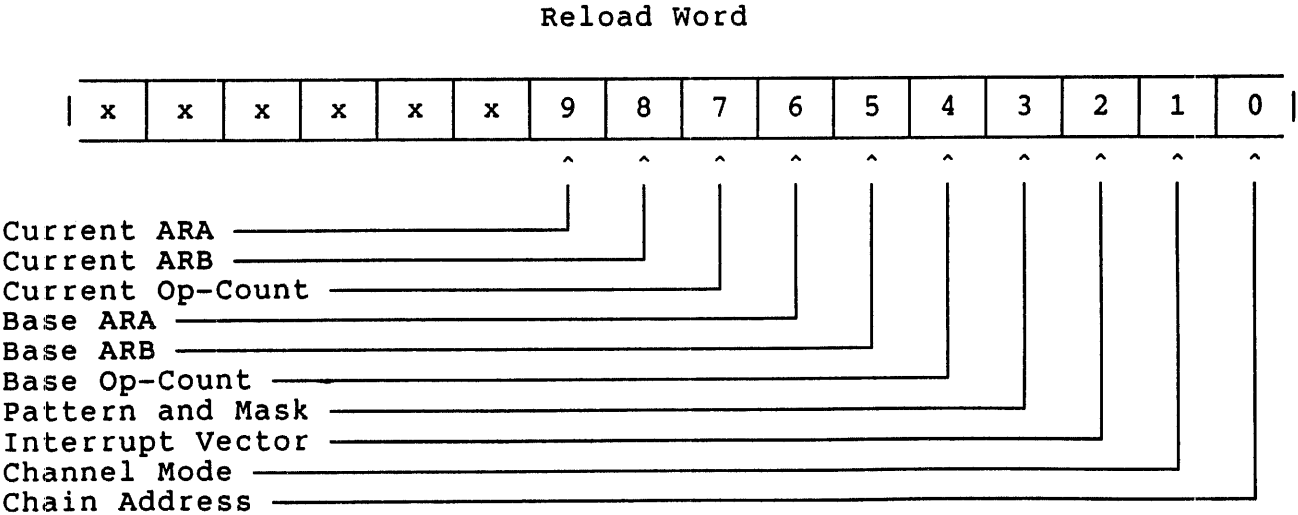 Reload Word
| x | x | x | x | x | x | 9 | 8 | 7 | 6 | 5 | 4 | 3 | 2 | 1 | 0 |
^ ^ ^ ^ ^ ^ ^ ^ ^ ^
Current ARA
Current ARB
Current Op-Count
Base ARA
Base ARB
Base Op-Count
Pattern and Mask
Interrupt Vector
Channel Mode
Chain Address